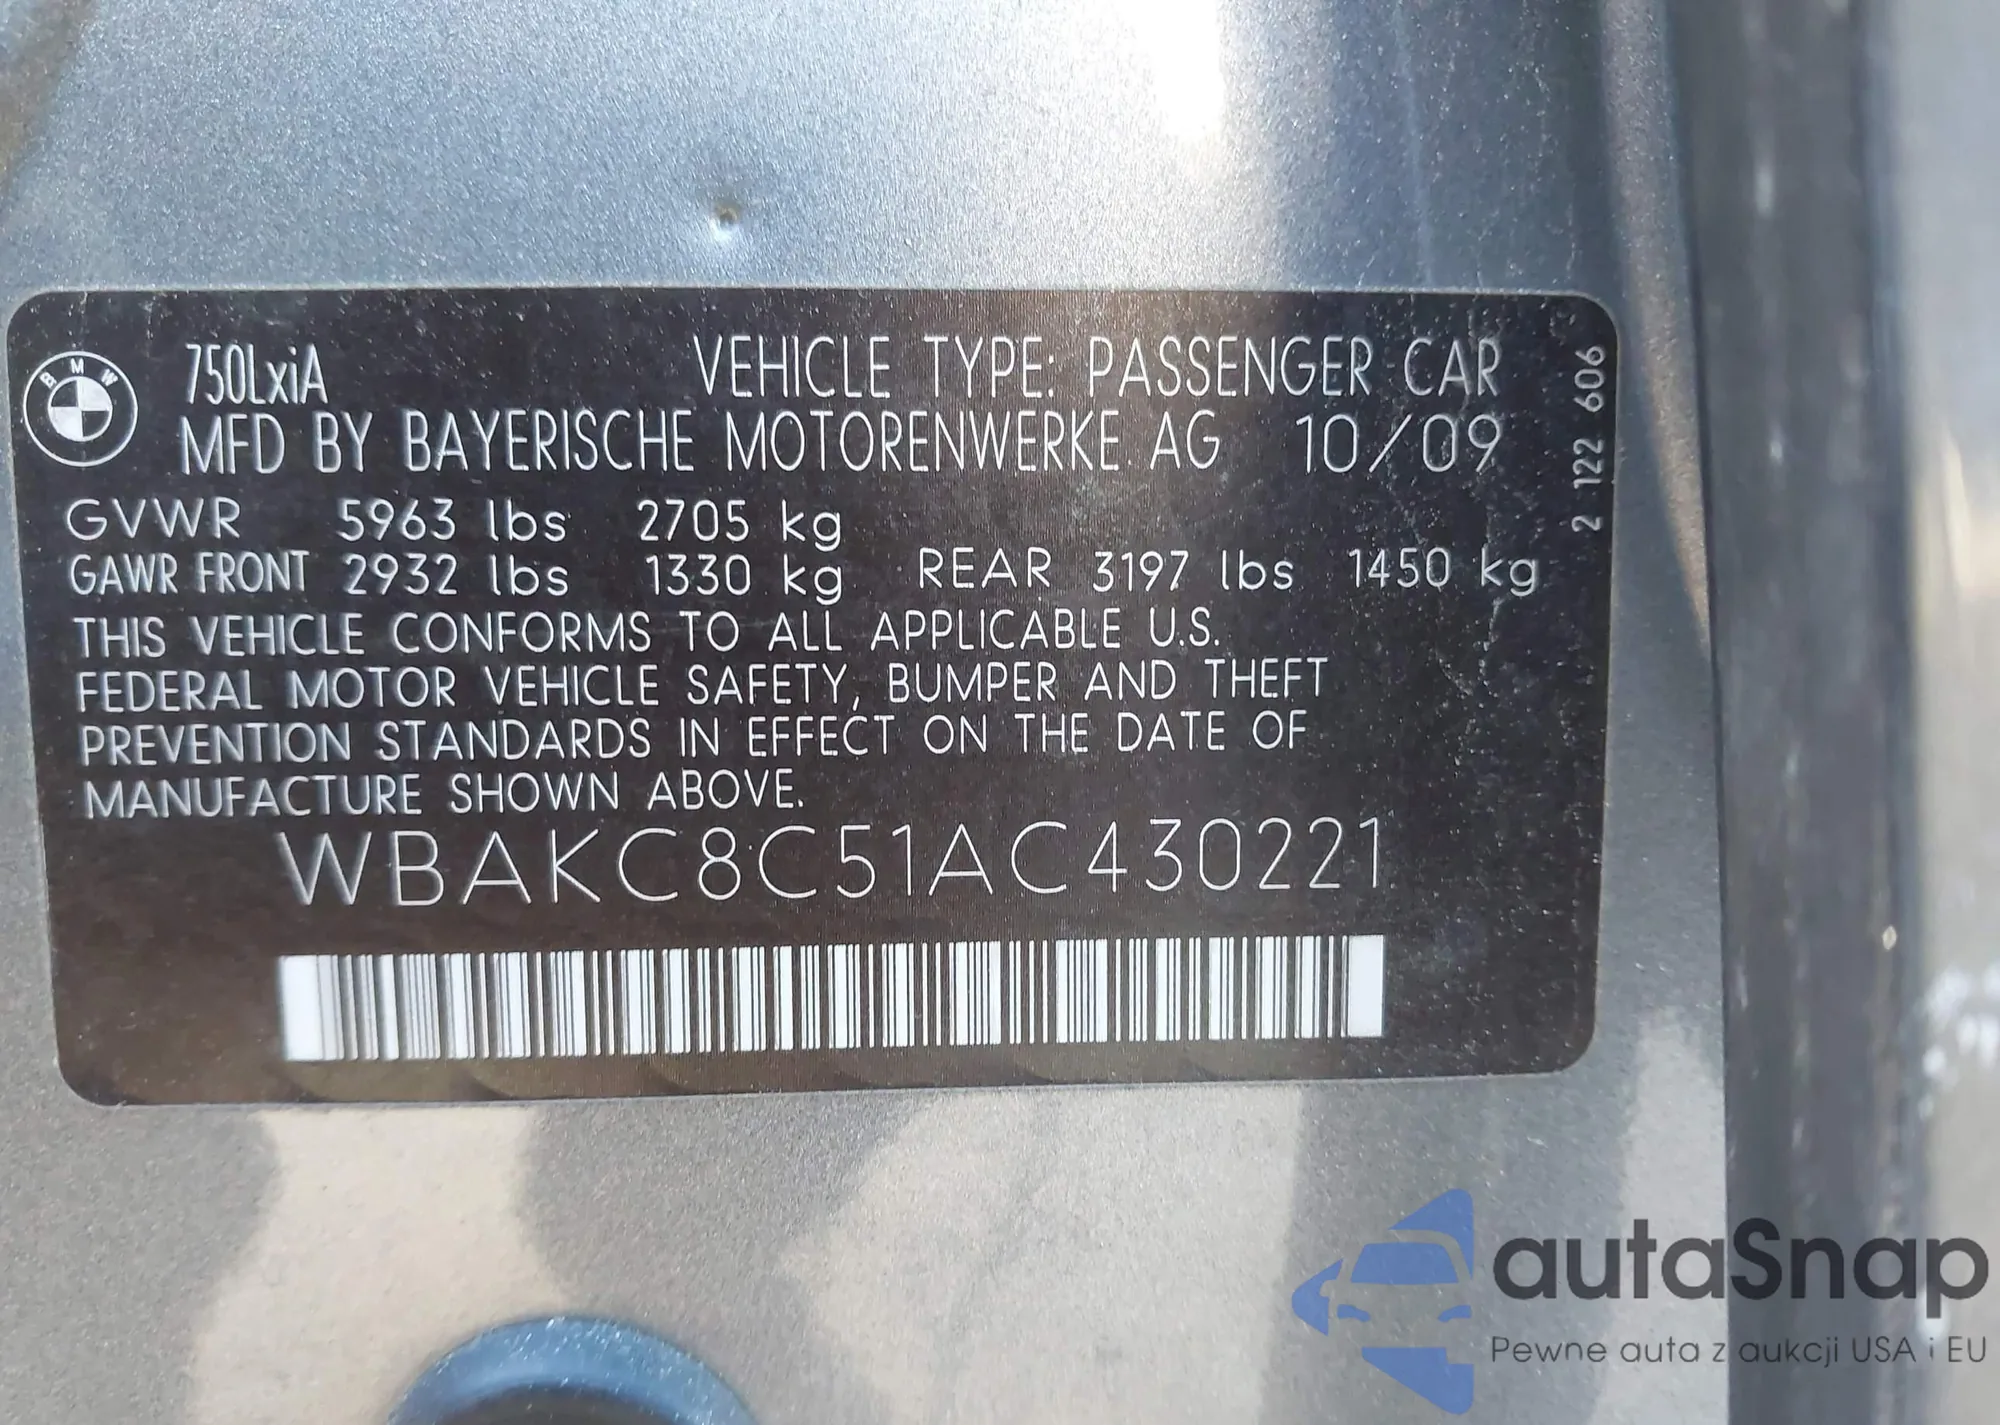 BMW
750LxiA VEHICLE TYPE: PASSENGER CAR
MFD BY BAYERISCHE MOTORENWERKE AG 10/09
GVWR 5963 lbs 2705 kg
GAWR FRONT 2932 lbs 1330 kg REAR 3197 lbs 1450 kg
THIS VEHICLE CONFORMS TO ALL APPLICABLE U.S.
FEDERAL MOTOR VEHICLE SAFETY, BUMPER AND THEFT
PREVENTION STANDARDS IN EFFECT ON THE DATE OF
MANUFACTURE SHOWN ABOVE.
WBAKC8C51AC430221
2 122 606
autaSnap
Pewne auta z aukcji USA i EU